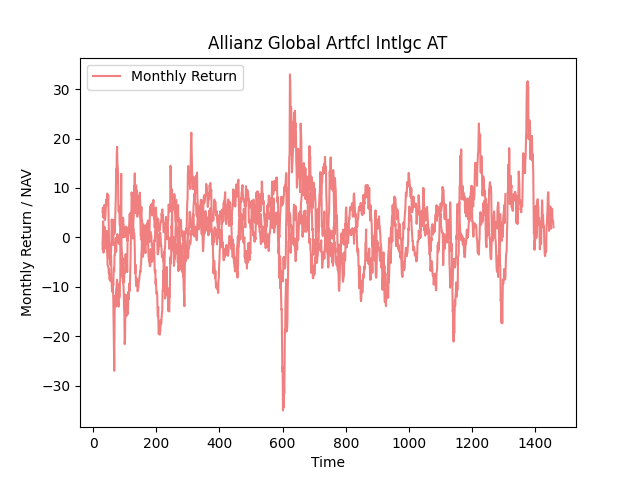 Allianz Global Artfcl Intlgc AT
Monthly Return
Monthly Return / NAV
30
20
10
0
−10
−20
−30
0 200 400 600 800 1000 1200 1400
Time